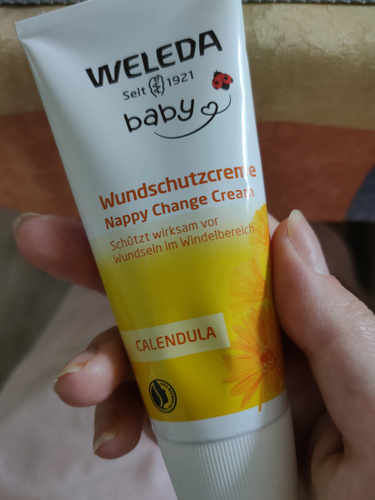 WELEDA
Seit 1921
baby
Wundschutzcreme
Nappy Change Cream
Schützt wirksam vor
Wundsein im Windelbereich
CALENDULA